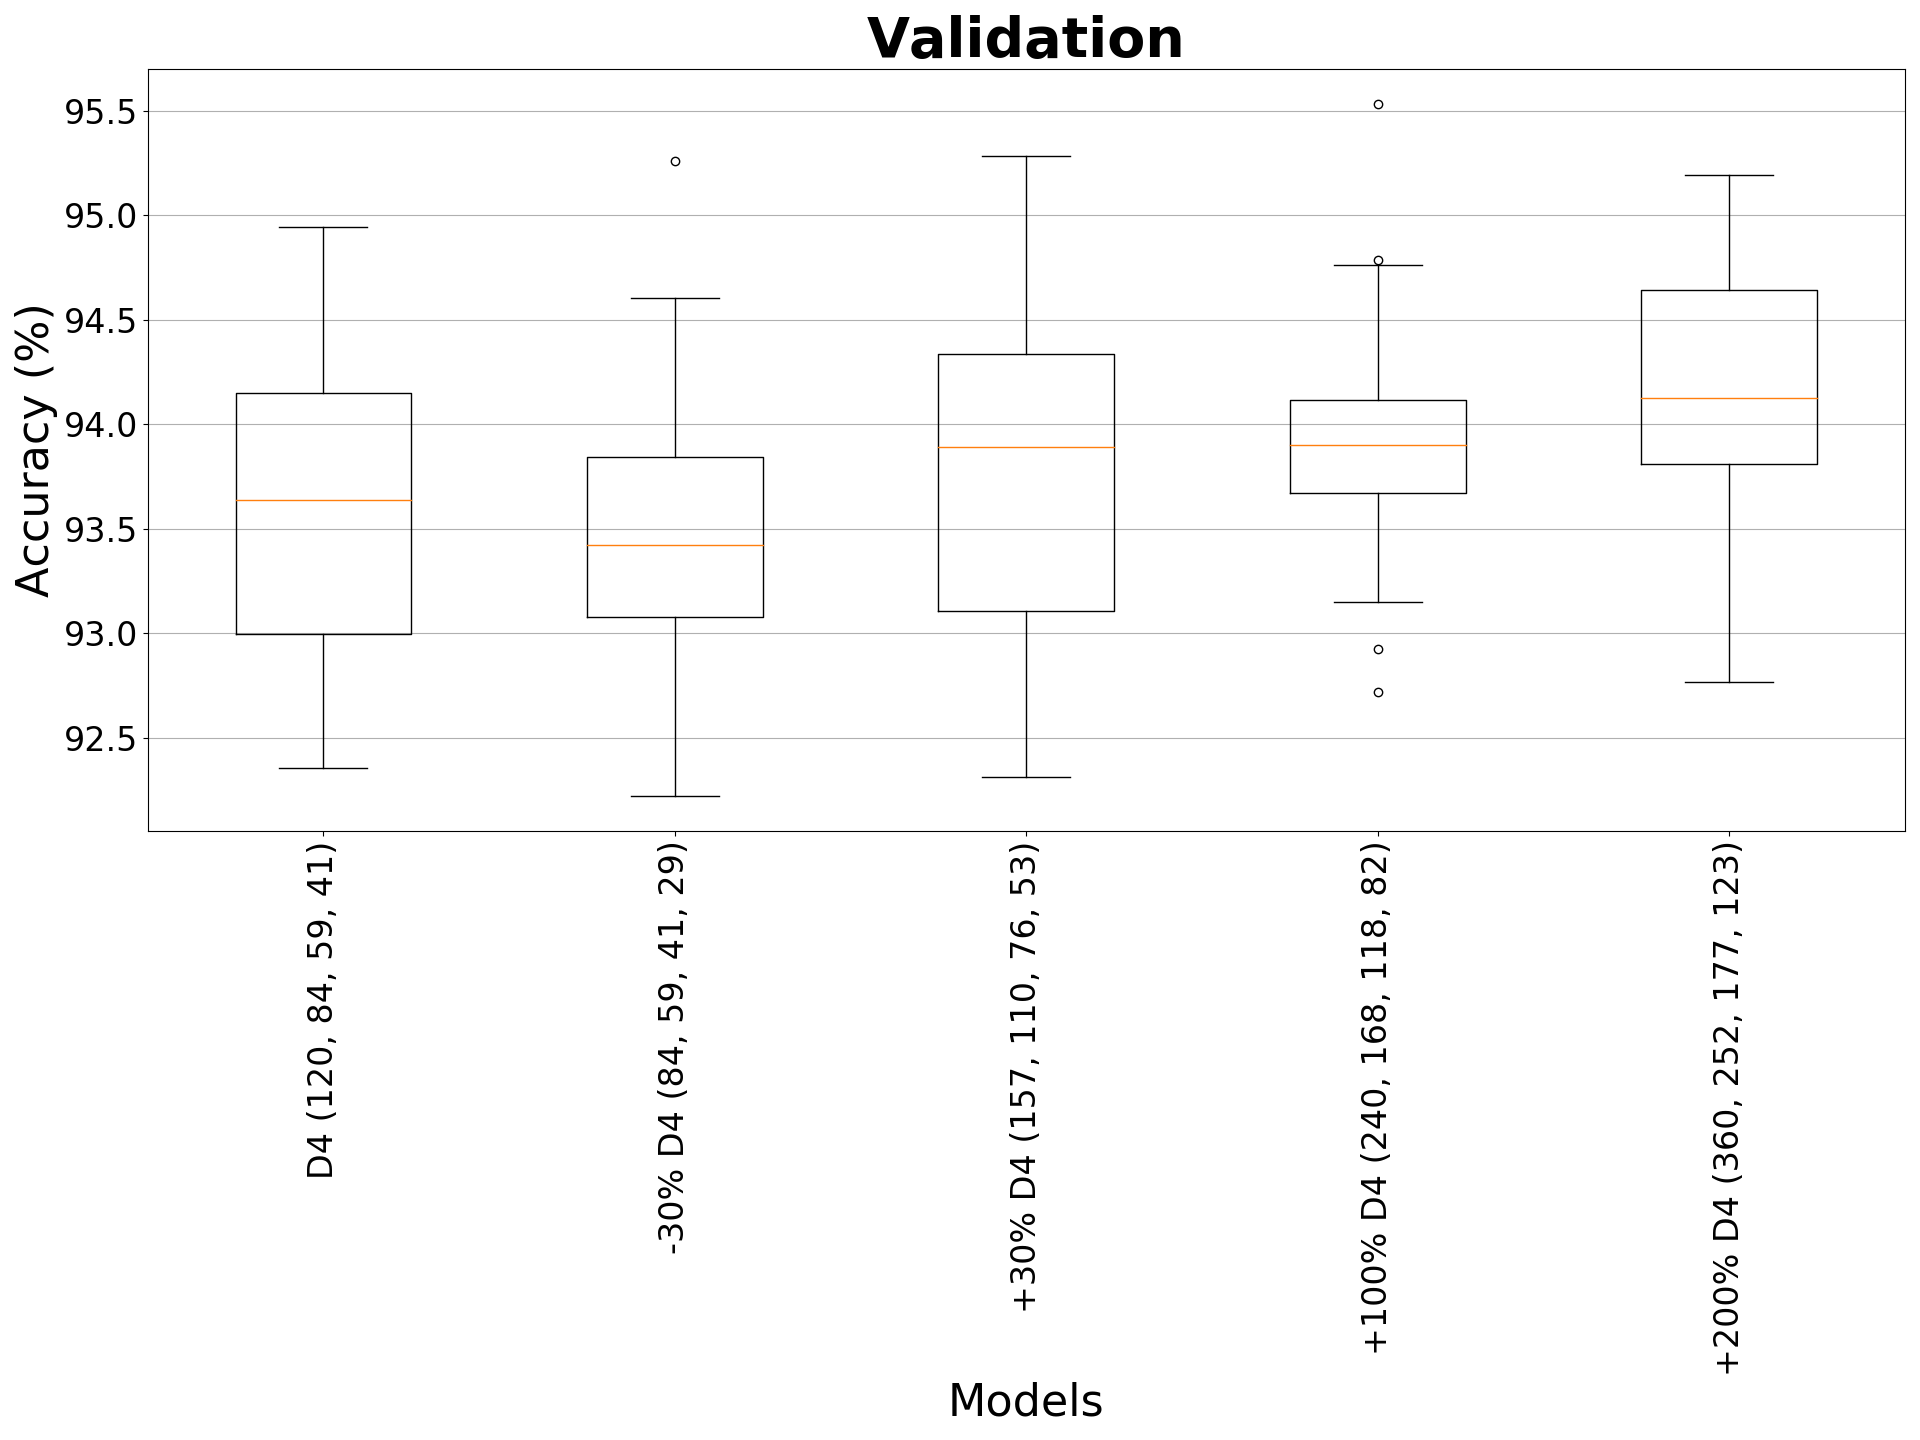 Validation
Accuracy (%)
95.5
95.0
94.5
94.0
93.5
93.0
92.5
D4 (120, 84, 59, 41)
-30% D4 (84, 59, 41, 29)
+30% D4 (157, 110, 76, 53)
+100% D4 (240, 168, 118, 82)
+200% D4 (360, 252, 177, 123)
Models